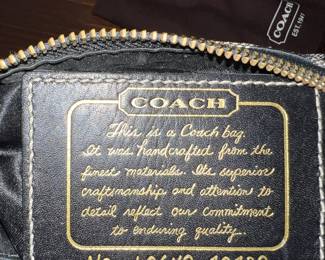 COACH
EST. 1941
COACH
This is a Coach bag.
It was handcrafted from the
finest materials. Its superior
craftsmanship and attention to
detail reflect our commitment
to enduring quality.